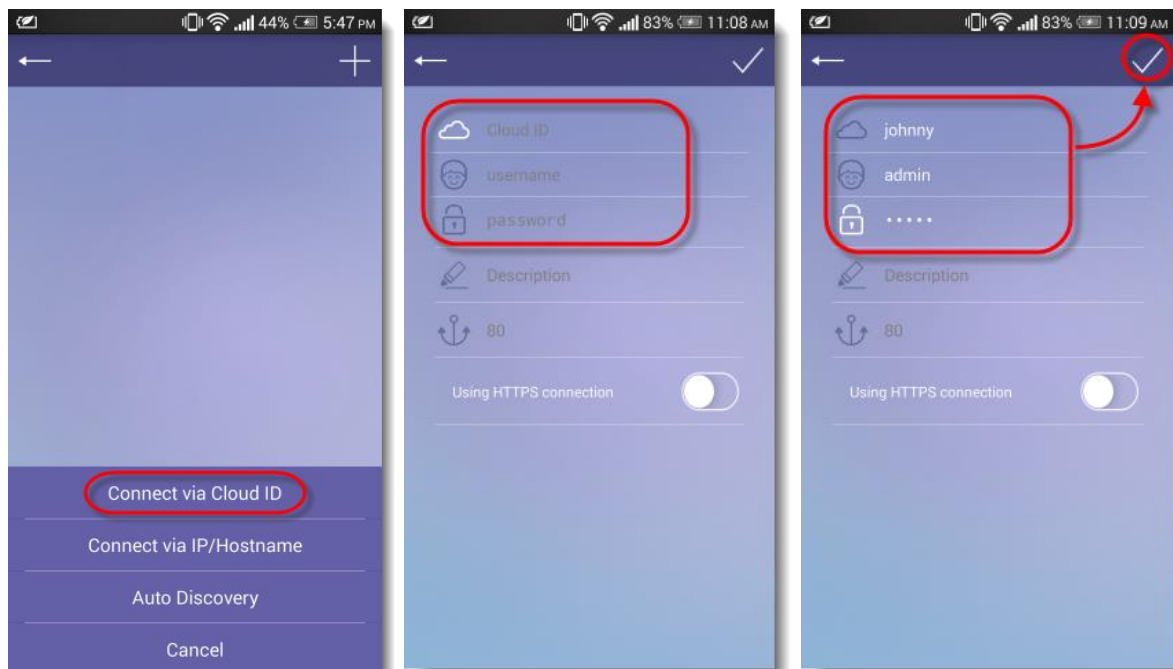 44% 5:47 PM
Connect via Cloud ID
Connect via IP/Hostname
Auto Discovery
Cancel
83% 11:08 AM
Cloud ID
username
password
Description
80
Using HTTPS connection
83% 11:09 AM
johnny
admin
•••••
Description
80
Using HTTPS connection